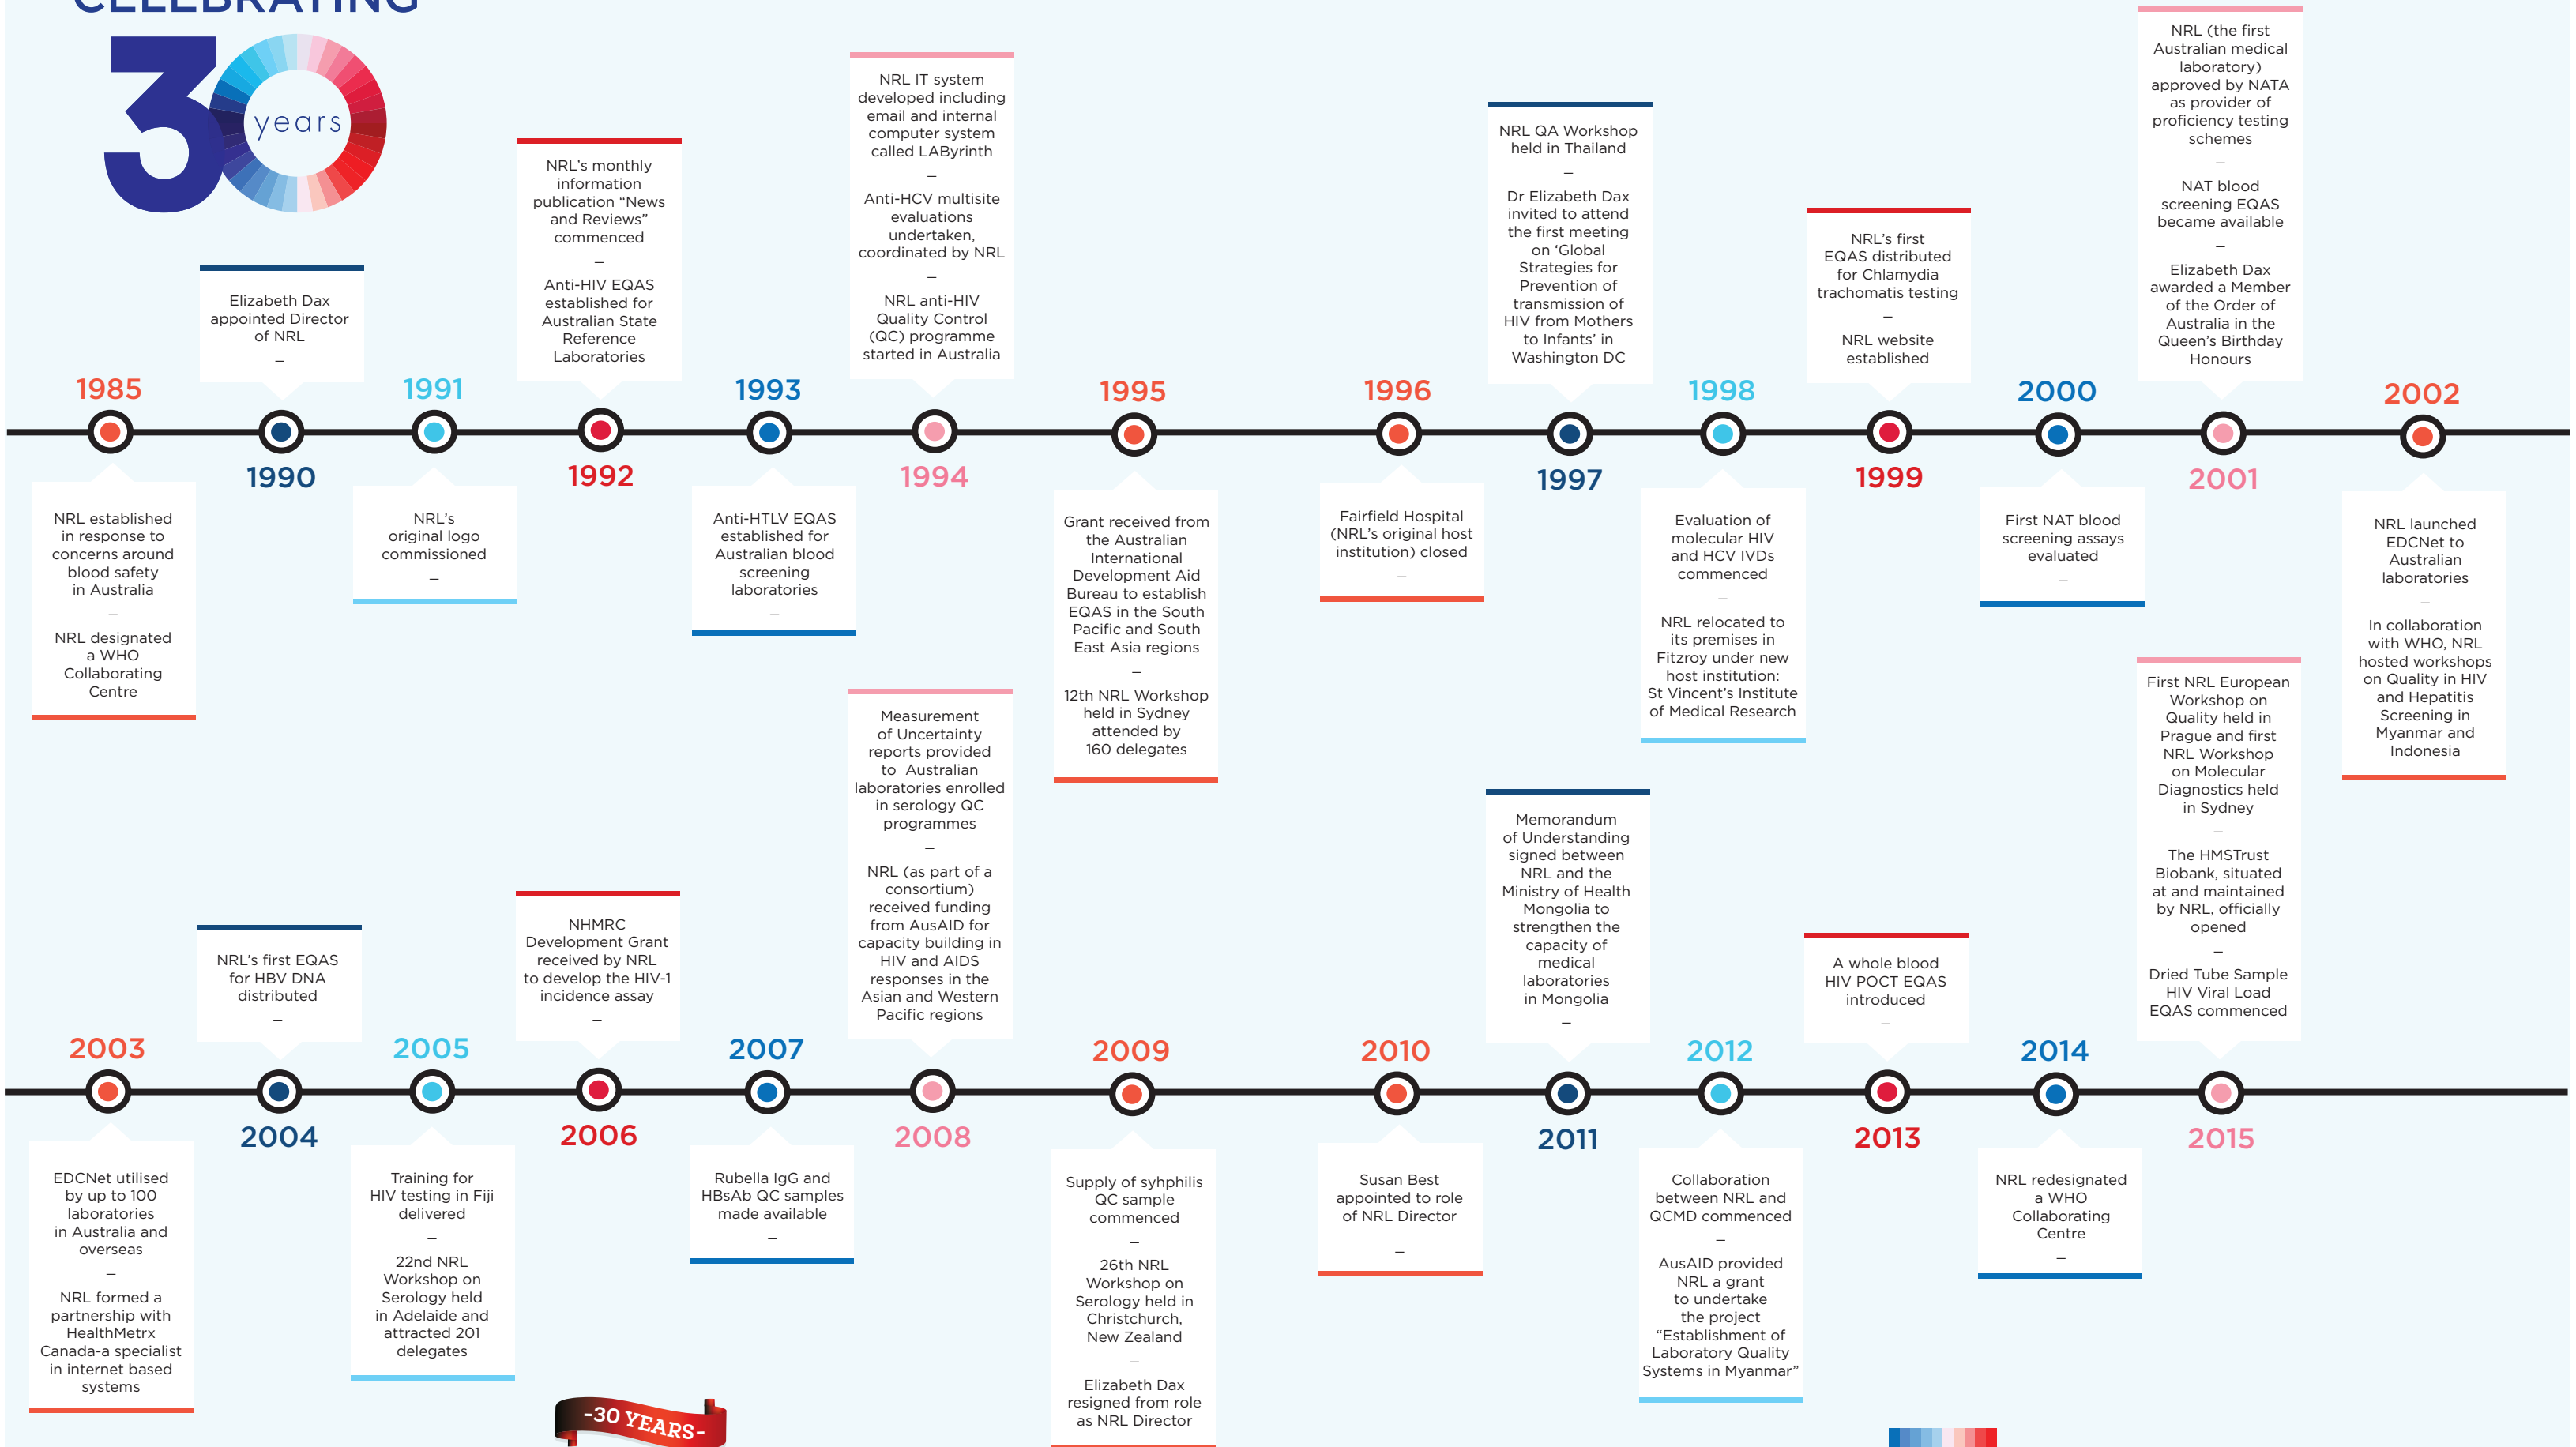 CELEBRATING
30
years
1985
NRL established
in response to
concerns around
blood safety
in Australia
–
NRL designated
a WHO
Collaborating
Centre
Elizabeth Dax
appointed Director
of NRL
–
1990
1991
NRL's
original logo
commissioned
–
NRL's monthly
information
publication “News
and Reviews”
commenced
–
Anti-HIV EQAS
established for
Australian State
Reference
Laboratories
1992
1993
Anti-HTLV EQAS
established for
Australian blood
screening
laboratories
–
NRL IT system
developed including
email and internal
computer system
called LAByrinth
–
Anti-HCV multisite
evaluations
undertaken,
coordinated by NRL
–
NRL anti-HIV
Quality Control
(QC) programme
started in Australia
1994
1995
Grant received from
the Australian
International
Development Aid
Bureau to establish
EQAS in the South
Pacific and South
East Asia regions
–
12th NRL Workshop
held in Sydney
attended by
160 delegates
1996
Fairfield Hospital
(NRL's original host
institution) closed
–
NRL QA Workshop
held in Thailand
–
Dr Elizabeth Dax
invited to attend
the first meeting
on ‘Global
Strategies for
Prevention of
transmission of
HIV from Mothers
to Infants’ in
Washington DC
1997
1998
Evaluation of
molecular HIV
and HCV IVDs
commenced
–
NRL relocated to
its premises in
Fitzroy under new
host institution:
St Vincent's Institute
of Medical Research
NRL's first
EQAS distributed
for Chlamydia
trachomatis testing
–
NRL website
established
1999
2000
First NAT blood
screening assays
evaluated
–
NRL (the first
Australian medical
laboratory)
approved by NATA
as provider of
proficiency testing
schemes
–
NAT blood
screening EQAS
became available
–
Elizabeth Dax
awarded a Member
of the Order of
Australia in the
Queen's Birthday
Honours
2001
2002
NRL launched
EDCNet to
Australian
laboratories
–
In collaboration
with WHO, NRL
hosted workshops
on Quality in HIV
and Hepatitis
Screening in
Myanmar and
Indonesia
2003
EDCNet utilised
by up to 100
laboratories
in Australia and
overseas
–
NRL formed a
partnership with
HealthMetrx
Canada-a specialist
in internet based
systems
NRL's first EQAS
for HBV DNA
distributed
–
2004
2005
Training for
HIV testing in Fiji
delivered
–
22nd NRL
Workshop on
Serology held
in Adelaide and
attracted 201
delegates
NHMRC
Development Grant
received by NRL
to develop the HIV-1
incidence assay
–
2006
2007
Rubella IgG and
HBsAb QC samples
made available
–
Measurement
of Uncertainty
reports provided
to Australian
laboratories enrolled
in serology QC
programmes
–
NRL (as part of a
consortium)
received funding
from AusAID for
capacity building in
HIV and AIDS
responses in the
Asian and Western
Pacific regions
2008
2009
Supply of syhphilis
QC sample
commenced
–
26th NRL
Workshop on
Serology held in
Christchurch,
New Zealand
–
Elizabeth Dax
resigned from role
as NRL Director
2010
Susan Best
appointed to role
of NRL Director
–
Memorandum
of Understanding
signed between
NRL and the
Ministry of Health
Mongolia to
strengthen the
capacity of
medical
laboratories
in Mongolia
–
2011
2012
Collaboration
between NRL and
QCMD commenced
–
AusAID provided
NRL a grant
to undertake
the project
“Establishment of
Laboratory Quality
Systems in Myanmar”
A whole blood
HIV POCT EQAS
introduced
–
2013
2014
NRL redesignated
a WHO
Collaborating
Centre
–
First NRL European
Workshop on
Quality held in
Prague and first
NRL Workshop
on Molecular
Diagnostics held
in Sydney
–
The HMSTrust
Biobank, situated
at and maintained
by NRL, officially
opened
–
Dried Tube Sample
HIV Viral Load
EQAS commenced
2015
-30 YEARS-